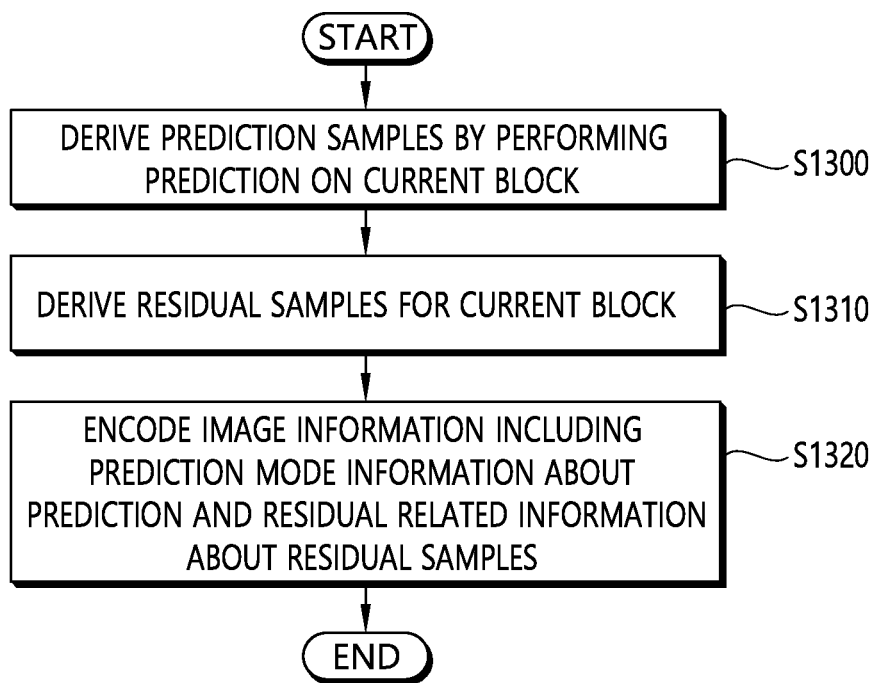 START
DERIVE PREDICTION SAMPLES BY PERFORMING
PREDICTION ON CURRENT BLOCK
S1300
DERIVE RESIDUAL SAMPLES FOR CURRENT BLOCK
S1310
ENCODE IMAGE INFORMATION INCLUDING
PREDICTION MODE INFORMATION ABOUT
PREDICTION AND RESIDUAL RELATED INFORMATION
ABOUT RESIDUAL SAMPLES
S1320
END